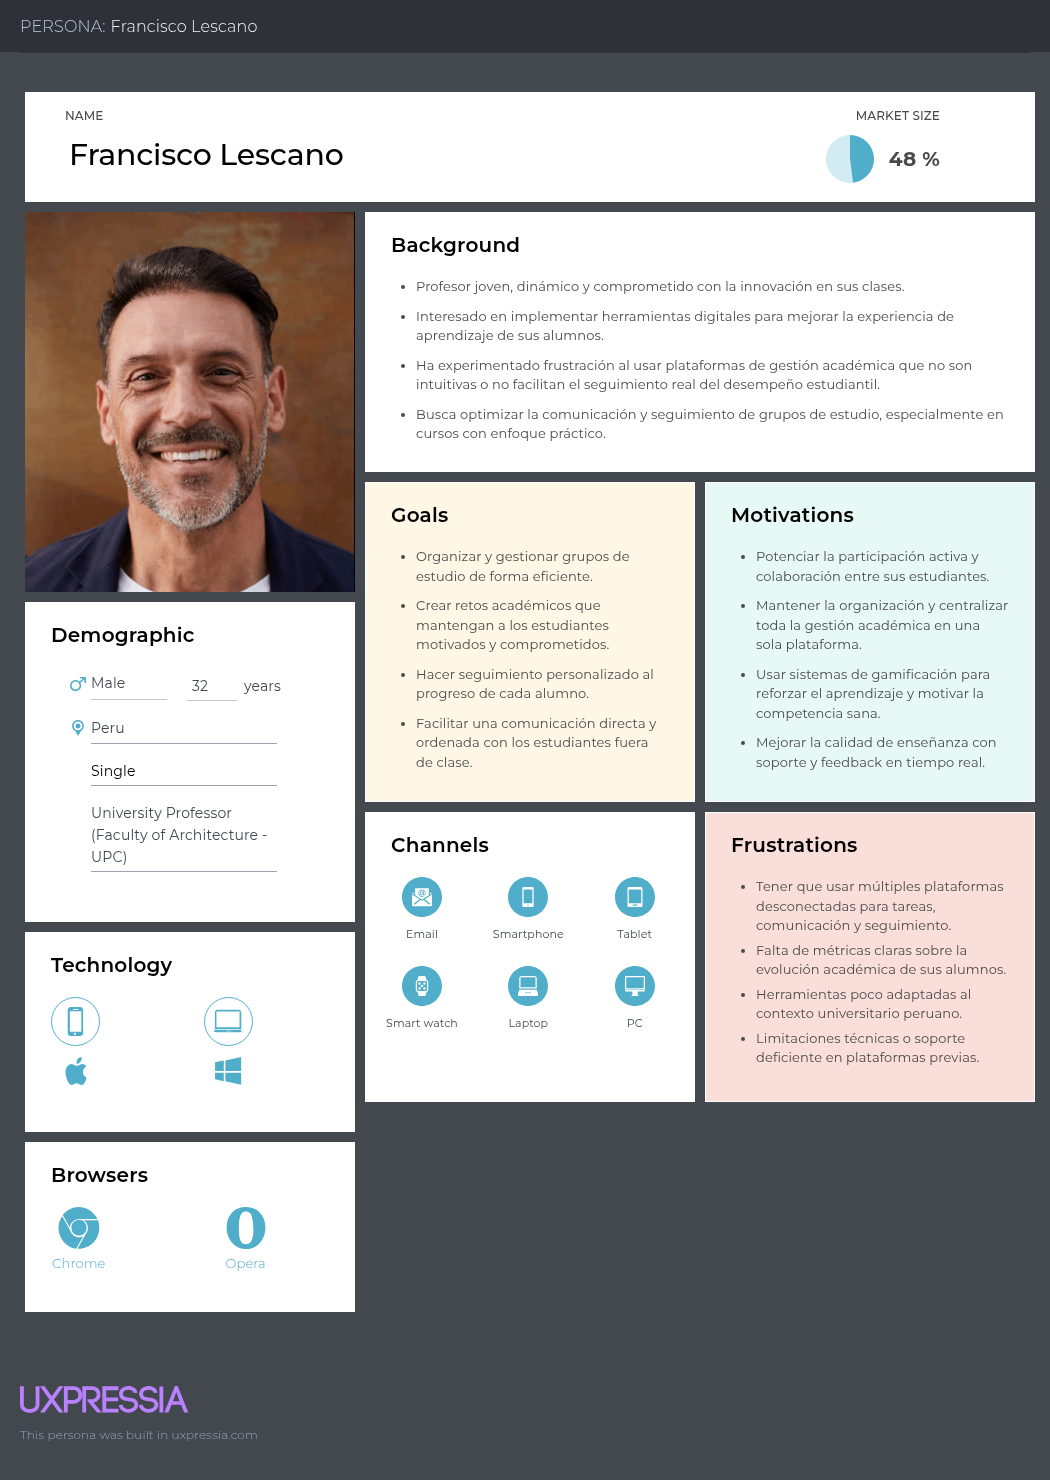 PERSONA: Francisco Lescano
NAME
Francisco Lescano
MARKET SIZE
48 %
Background
Profesor joven, dinámico y comprometido con la innovación en sus clases.
Interesado en implementar herramientas digitales para mejorar la experiencia de
aprendizaje de sus alumnos.
Ha experimentado frustración al usar plataformas de gestión académica que no son
intuitivas o no facilitan el seguimiento real del desempeño estudiantil.
Busca optimizar la comunicación y seguimiento de grupos de estudio, especialmente en
cursos con enfoque práctico.
Goals
Organizar y gestionar grupos de
estudio de forma eficiente.
Crear retos académicos que
mantengan a los estudiantes
motivados y comprometidos.
Hacer seguimiento personalizado al
progreso de cada alumno.
Facilitar una comunicación directa y
ordenada con los estudiantes fuera
de clase.
Motivations
Potenciar la participación activa y
colaboración entre sus estudiantes.
Mantener la organización y centralizar
toda la gestión académica en una
sola plataforma.
Usar sistemas de gamificación para
reforzar el aprendizaje y motivar la
competencia sana.
Mejorar la calidad de enseñanza con
soporte y feedback en tiempo real.
Demographic
Male
32 years
Peru
Single
University Professor
(Faculty of Architecture -
UPC)
Channels
Email
Smartphone
Tablet
Smart watch
Laptop
PC
Frustrations
Tener que usar múltiples plataformas
desconectadas para tareas,
comunicación y seguimiento.
Falta de métricas claras sobre la
evolución académica de sus alumnos.
Herramientas poco adaptadas al
contexto universitario peruano.
Limitaciones técnicas o soporte
deficiente en plataformas previas.
Technology
Browsers
Chrome
Opera
UXPRESSIA
This persona was built in uxpressia.com